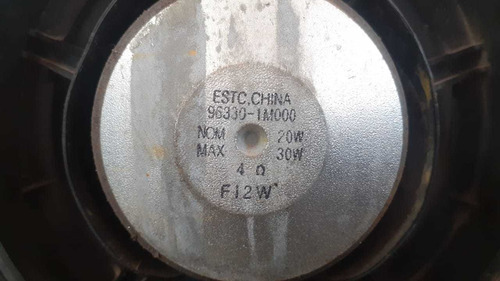 ESTC.CHINA
96330-1M000
NOM 20W
MAX 30W
4 Ω
F12W